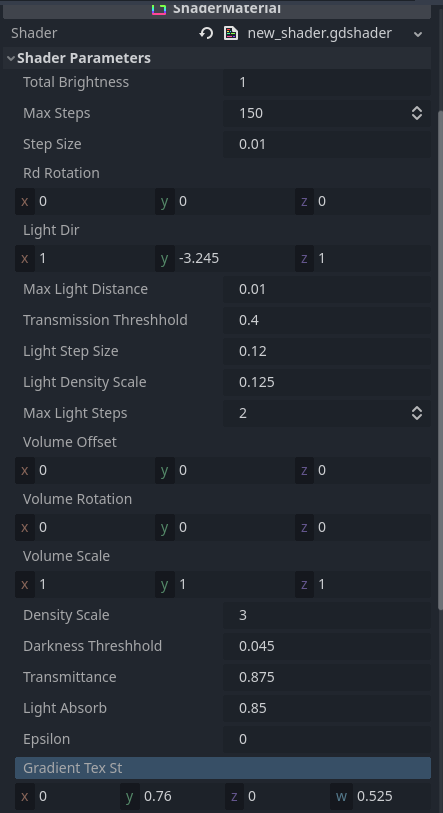 ShaderMaterial
Shader new_shader.gdshader
Shader Parameters
Total Brightness 1
Max Steps 150
Step Size 0.01
Rd Rotation
x 0 y 0 z 0
Light Dir
x 1 y -3.245 z 1
Max Light Distance 0.01
Transmission Threshhold 0.4
Light Step Size 0.12
Light Density Scale 0.125
Max Light Steps 2
Volume Offset
x 0 y 0 z 0
Volume Rotation
x 0 y 0 z 0
Volume Scale
x 1 y 1 z 1
Density Scale 3
Darkness Threshhold 0.045
Transmittance 0.875
Light Absorb 0.85
Epsilon 0
Gradient Tex St
x 0 y 0.76 z 0 w 0.525